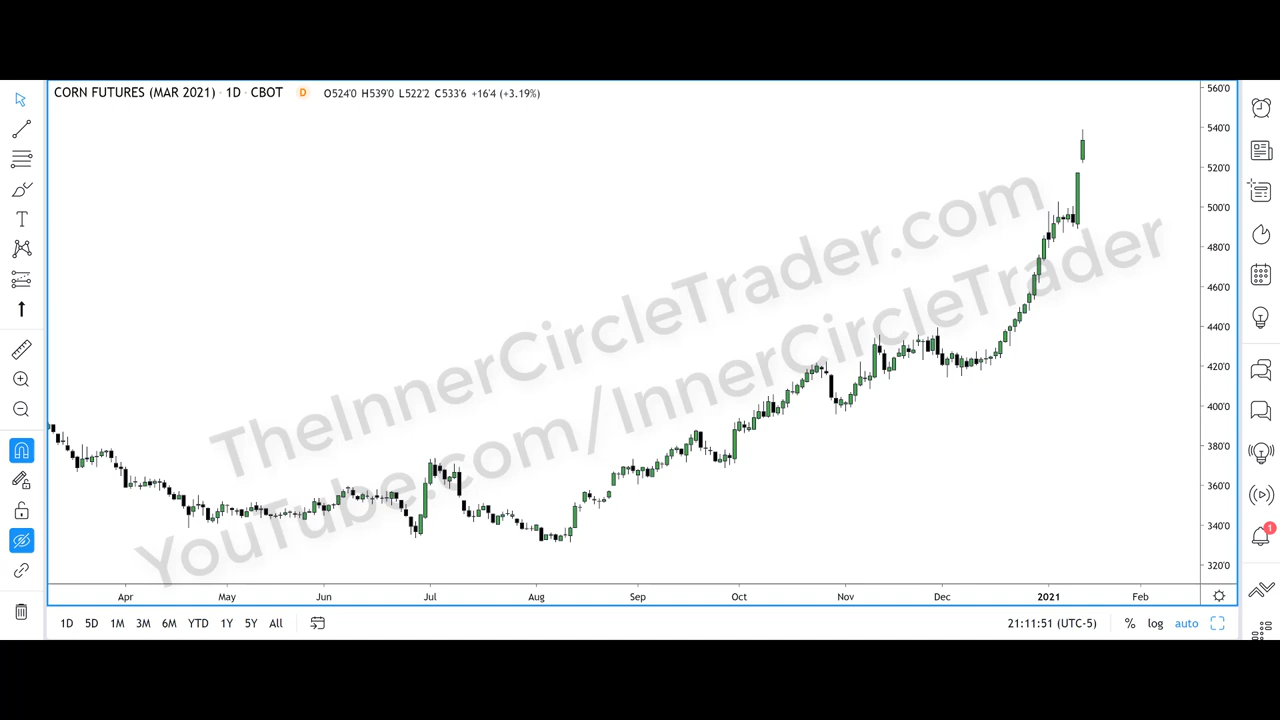 CORN FUTURES (MAR 2021) · 1D · CBOT D O524'0 H539'0 L522'2 C533'6 +16'4 (+3.19%)
560'0
540'0
520'0
500'0
480'0
460'0
440'0
420'0
400'0
380'0
360'0
340'0
320'0
TheInnerCircleTrader.com
YouTube.com/InnerCircleTrader
T
1
Apr May Jun Jul Aug Sep Oct Nov Dec 2021 Feb
1D 5D 1M 3M 6M YTD 1Y 5Y All 21:11:51 (UTC-5) % log auto